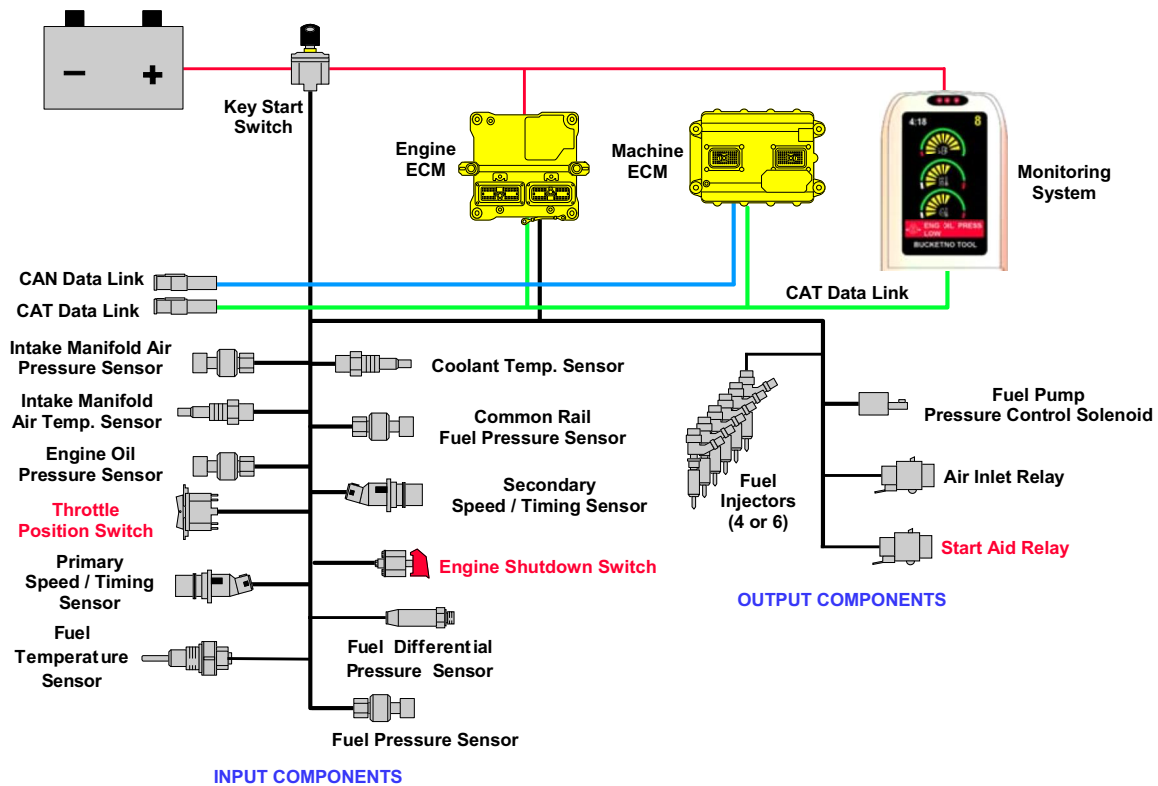 − +
Key Start
Switch
Engine
ECM
Machine
ECM
4:18 8
ENG OIL PRESS
LOW
BUCKETNO TOOL
Monitoring
System
CAN Data Link
CAT Data Link
CAT Data Link
Intake Manifold Air
Pressure Sensor
Coolant Temp. Sensor
Intake Manifold
Air Temp. Sensor
Common Rail
Fuel Pressure Sensor
Engine Oil
Pressure Sensor
Throttle
Position Switch
Secondary
Speed / Timing Sensor
Primary
Speed / Timing
Sensor
Engine Shutdown Switch
Fuel
Temperature
Sensor
Fuel Differential
Pressure Sensor
Fuel Pressure Sensor
INPUT COMPONENTS
Fuel
Injectors
(4 or 6)
Fuel Pump
Pressure Control Solenoid
Air Inlet Relay
Start Aid Relay
OUTPUT COMPONENTS